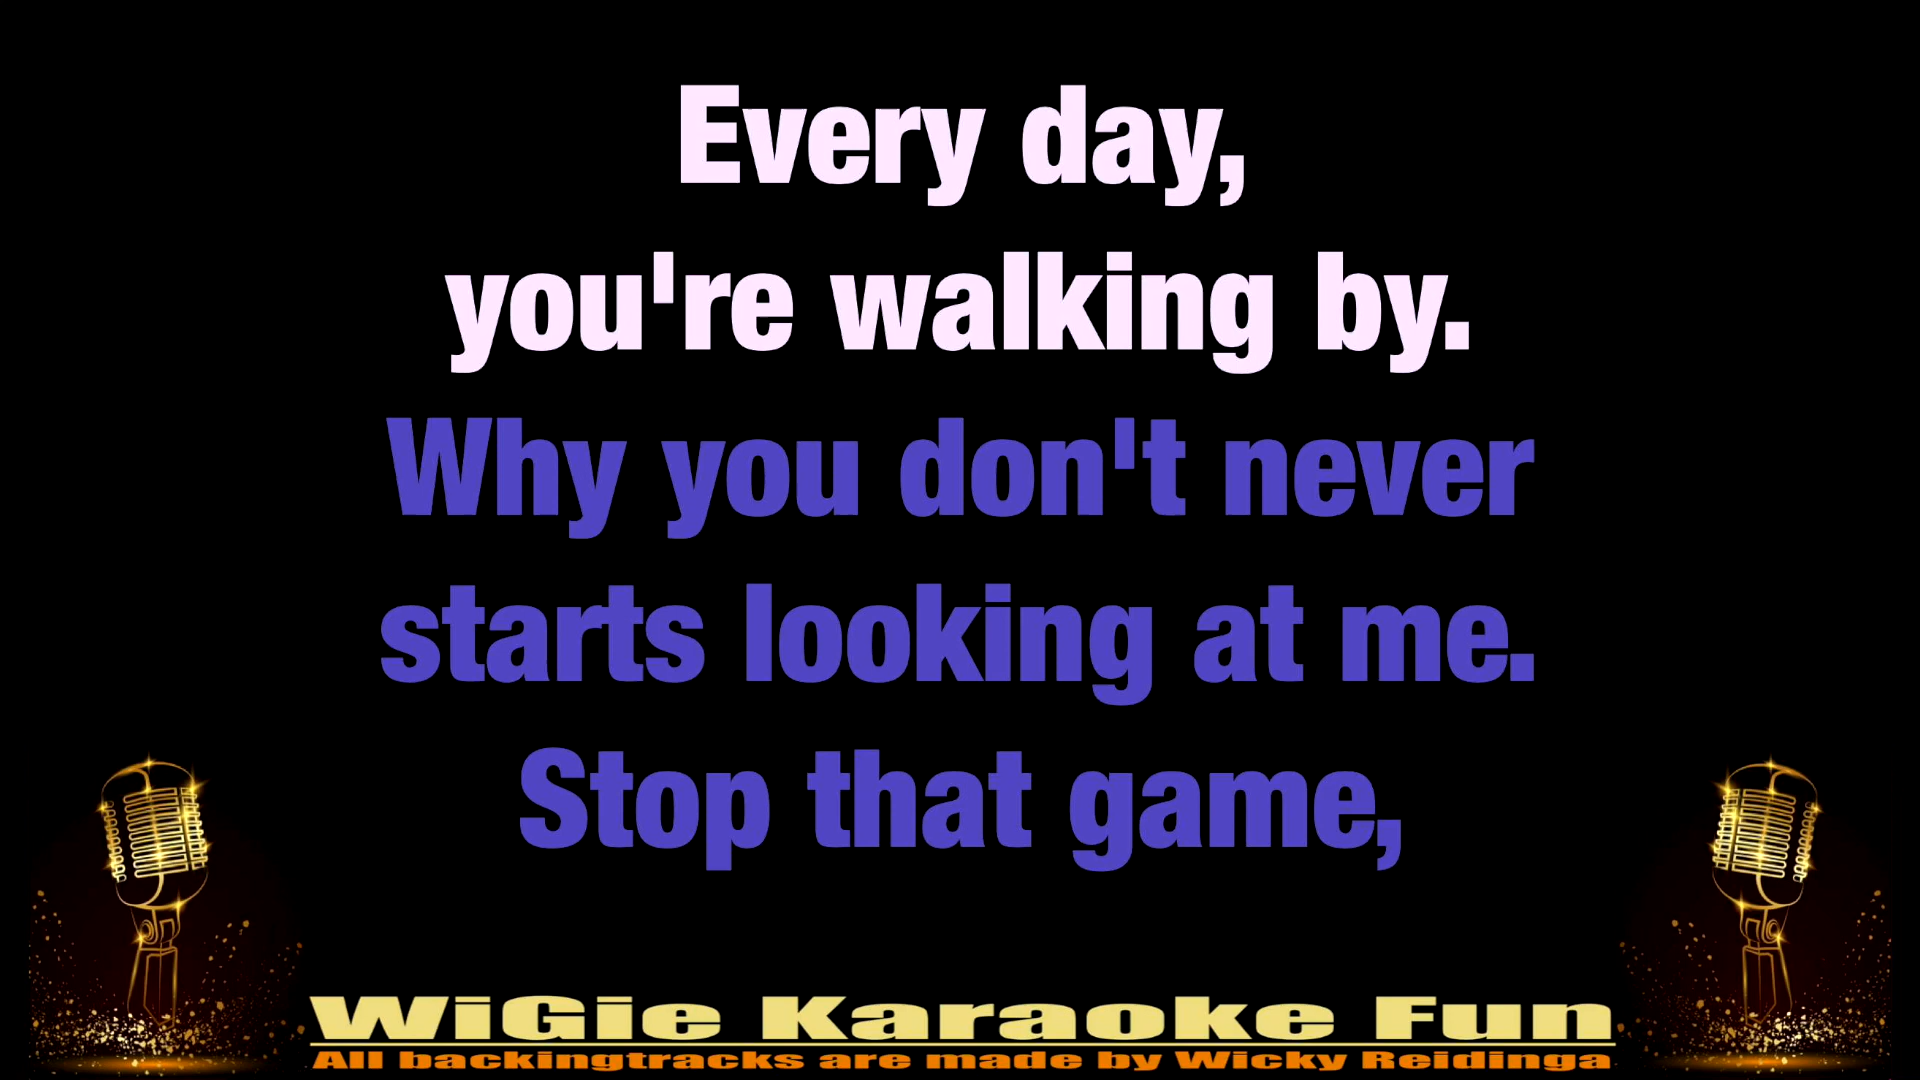 Every day,
you're walking by.
Why you don't never
starts looking at me.
Stop that game,
WiGie Karaoke Fun
All backingtracks are made by Wicky Reidinga